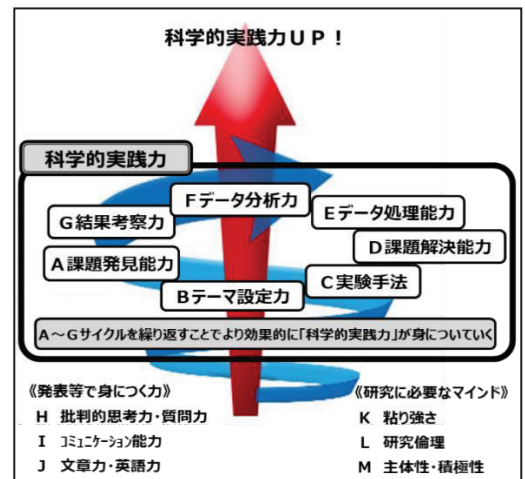 科学的実践力UP！
科学的実践力
Fデータ分析力
Eデータ処理能力
G結果考察力
D課題解決能力
A課題発見能力
C実験手法
Bテーマ設定力
A～Gサイクルを繰り返すことでより効果的に「科学的実践力」が身についていく
《発表等で身につく力》
H 批判的思考力・質問力
I ｺﾐｭﾆｹｰｼｮﾝ能力
J 文章力・英語力
《研究に必要なマインド》
K 粘り強さ
L 研究倫理
M 主体性・積極性